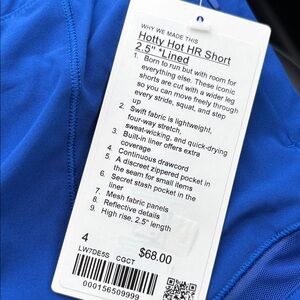 WHY WE MADE THIS
Hotty Hot HR Short
2.5" *Lined
1. Born to run but with room for
everything else. These iconic
shorts are cut with a wider leg
so you can move freely through
every stride, squat, and step
up
2. Swift fabric is lightweight,
four-way stretch,
sweat-wicking, and quick-drying
3. Built-in liner offers extra
coverage
4. Continuous drawcord
5. A discreet zippered pocket in
the seam for small items
6. Secret stash pocket in the
liner
7. Mesh fabric panels
8. Reflective details
9. High rise, 2.5" length
4
$68.00
LW7DE5S CGCT
000156509999